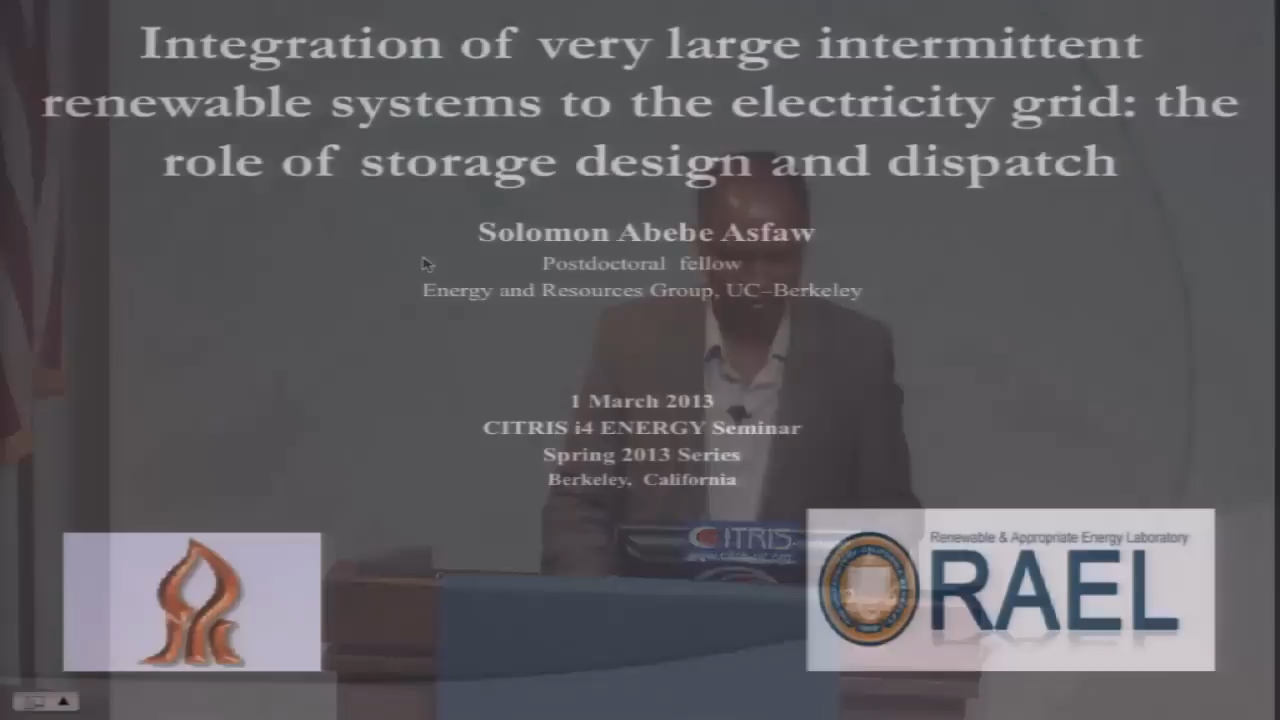 Integration of very large intermittent
renewable systems to the electricity grid: the
role of storage design and dispatch
Solomon Abebe Asfaw
Postdoctoral fellow
Energy and Resources Group, UC-Berkeley
1 March 2013
CITRIS i4 ENERGY Seminar
Spring 2013 Series
Berkeley, California
CITRIS
Renewable & Appropriate Energy Laboratory
RAEL